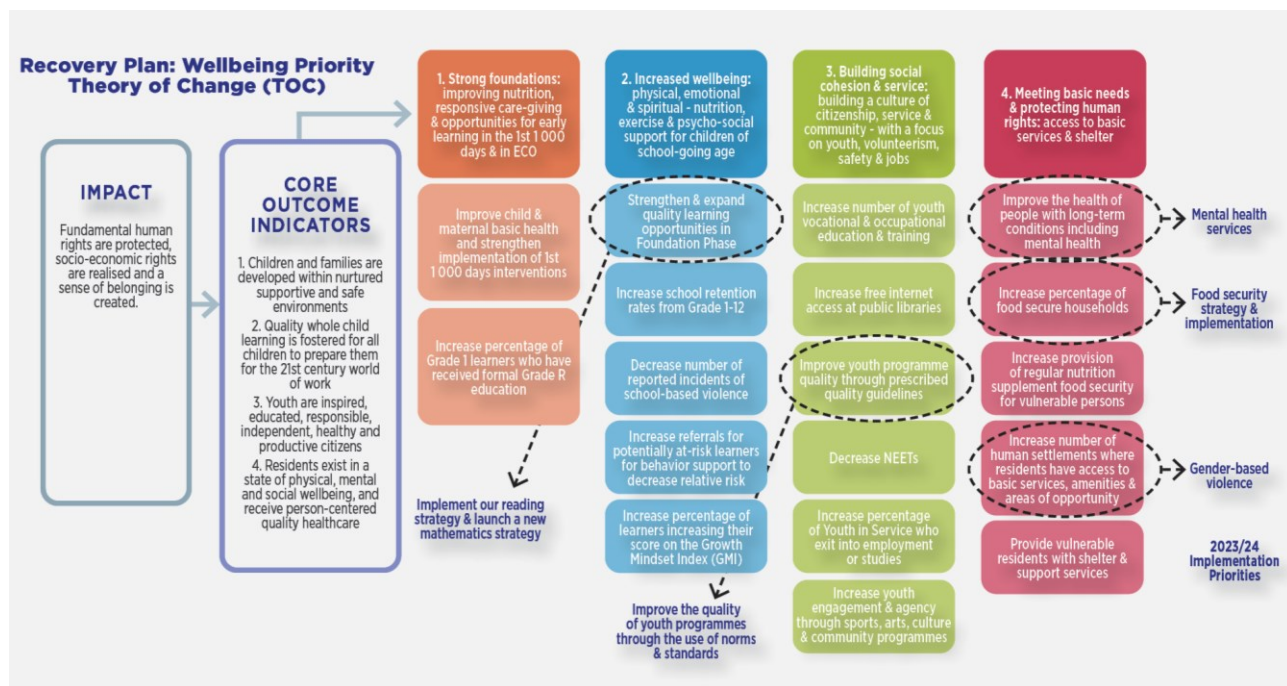 Recovery Plan: Wellbeing Priority
Theory of Change (TOC)
IMPACT
Fundamental human
rights are protected,
socio-economic rights
are realised and a
sense of belonging is
created.
CORE
OUTCOME
INDICATORS
1. Children and families are
developed within nurtured
supportive and safe
environments
2. Quality whole child
learning is fostered for all
children to prepare them
for the 21st century world
of work
3. Youth are inspired,
educated, responsible,
independent, healthy and
productive citizens
4. Residents exist in a
state of physical, mental
and social wellbeing, and
receive person-centered
quality healthcare
1. Strong foundations:
improving nutrition,
responsive care-giving
& opportunities for early
learning in the 1st 1 000
days & in ECO
Improve child &
maternal basic health
and strengthen
implementation of 1st
1 000 days interventions
Increase percentage of
Grade 1 learners who have
received formal Grade R
education
Implement our reading
strategy & launch a new
mathematics strategy
2. Increased wellbeing:
physical, emotional
& spiritual - nutrition,
exercise & psycho-social
support for children of
school-going age
Strengthen & expand
quality learning
opportunities in
Foundation Phase
Increase school retention
rates from Grade 1-12
Decrease number of
reported incidents of
school-based violence
Increase referrals for
potentially at-risk learners
for behavior support to
decrease relative risk
Increase percentage of
learners increasing their
score on the Growth
Mindset Index (GMI)
Improve the quality
of youth programmes
through the use of norms
& standards
3. Building social
cohesion & service:
building a culture of
citizenship, service &
community - with a focus
on youth, volunteerism,
safety & jobs
Increase number of youth
vocational & occupational
education & training
Increase free internet
access at public libraries
Improve youth programme
quality through prescribed
quality guidelines
Decrease NEETs
Increase percentage
of Youth in Service who
exit into employment
or studies
Increase youth
engagement & agency
through sports, arts, culture
& community programmes
4. Meeting basic needs
& protecting human
rights: access to basic
services & shelter
Improve the health of
people with long-term
conditions including
mental health
Increase percentage of
food secure households
Increase provision
of regular nutrition
supplement food security
for vulnerable persons
Increase number of
human settlements where
residents have access to
basic services, amenities &
areas of opportunity
Provide vulnerable
residents with shelter &
support services
Mental health
services
Food security
strategy &
implementation
Gender-based
violence
2023/24
Implementation
Priorities